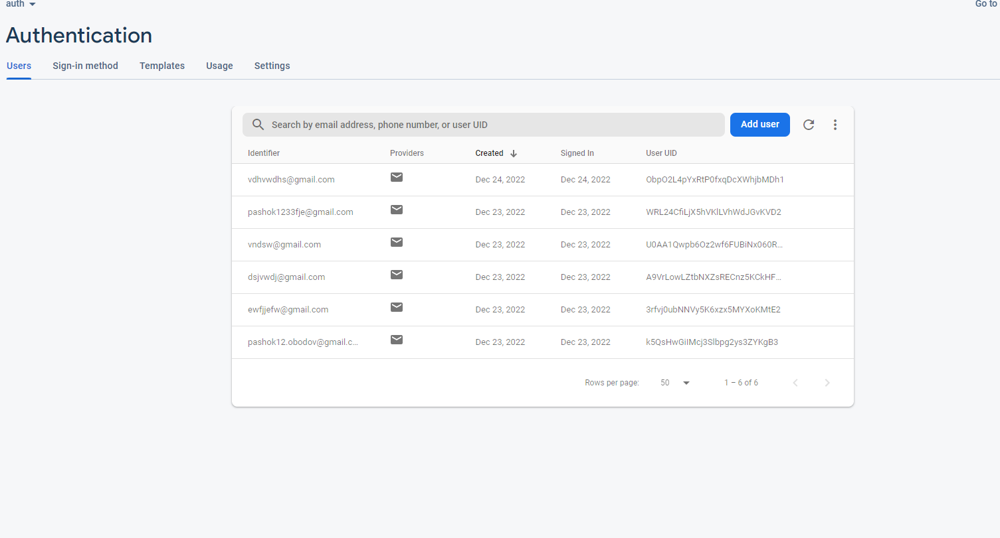 auth Go to
Authentication
Users Sign-in method Templates Usage Settings
Search by email address, phone number, or user UID Add user
Identifier Providers Created Signed In User UID
vdhvwdhs@gmail.com Dec 24, 2022 Dec 24, 2022 ObpO2L4pYxRtP0fxqDcXWhjbMDh1
pashok1233fje@gmail.com Dec 23, 2022 Dec 23, 2022 WRL24CfiLjX5hVKlLVhWdJGvKVD2
vndsw@gmail.com Dec 23, 2022 Dec 23, 2022 U0AA1Qwpb6Oz2wf6FUBiNx060R...
dsjvwdj@gmail.com Dec 23, 2022 Dec 23, 2022 A9VrLowLZtbNXZsRECnz5KCkHF...
ewfjjefw@gmail.com Dec 23, 2022 Dec 23, 2022 3rfvj0ubNNVy5K6xzx5MYXoKMtE2
pashok12.obodov@gmail.c... Dec 23, 2022 Dec 23, 2022 k5QsHwGiIMcj3Slbpg2ys3ZYKgB3
Rows per page: 50 1 – 6 of 6